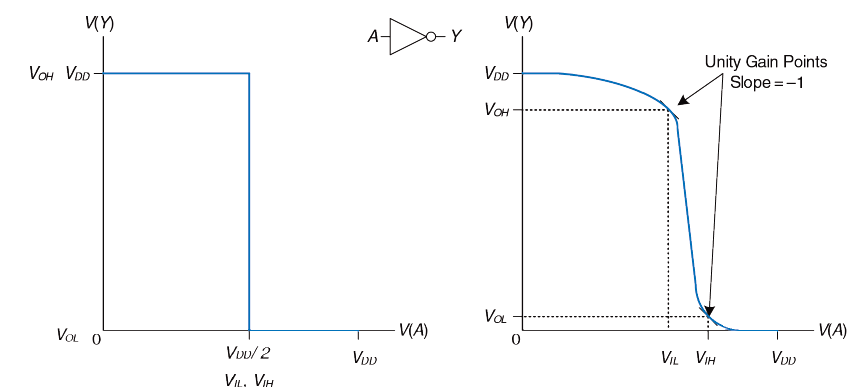 V(Y)
V_OH V_DD
V_OL 0
V_DD / 2
V_IL, V_IH
V_DD
V(A)
A Y
V(Y)
V_DD
V_OH
V_OL
0
Unity Gain Points
Slope = −1
V_IL V_IH V_DD
V(A)